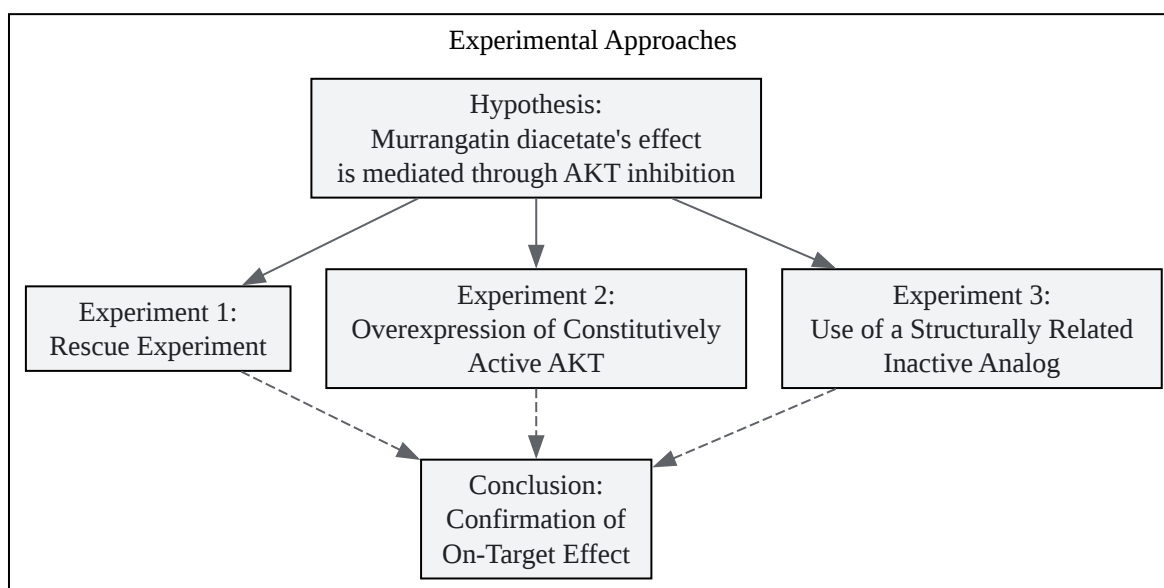 Experimental Approaches
Hypothesis:
Murrangatin diacetate's effect
is mediated through AKT inhibition
Experiment 1:
Rescue Experiment
Experiment 2:
Overexpression of Constitutively
Active AKT
Experiment 3:
Use of a Structurally Related
Inactive Analog
Conclusion:
Confirmation of
On-Target Effect